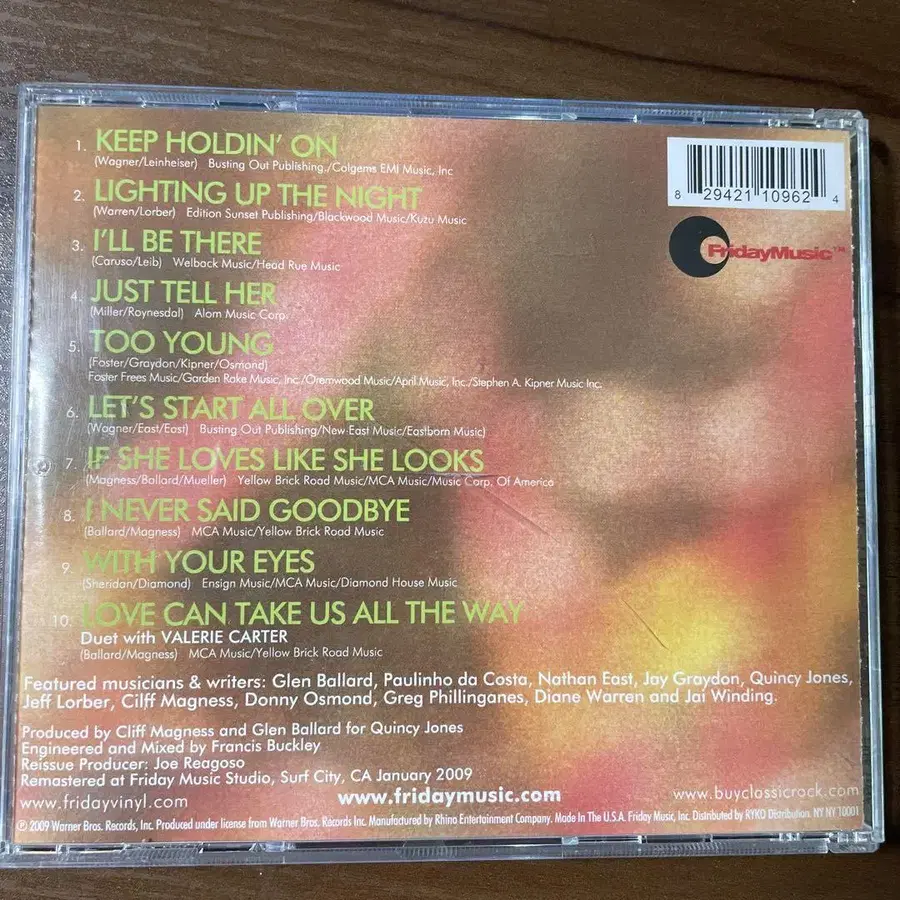 1. KEEP HOLDIN' ON
(Wagner/Leinheiser) Busting Out Publishing./Colgems EMI Music, Inc
2. LIGHTING UP THE NIGHT
(Warren/Lorber) Edition Sunset Publishing/Blackwood Music/Kuzu Music
3. I'LL BE THERE
(Caruso/Leib) Welback Music/Head Rue Music
4. JUST TELL HER
(Miller/Roynesdal) Alom Music Corp.
5. TOO YOUNG
(Foster/Graydon/Kipner/Osmond)
Foster Frees Music/Garden Rake Music, Inc./Oremwood Music/April Music, Inc./Stephen A. Kipner Music Inc.
6. LET'S START ALL OVER
(Wagner/East/East) Busting Out Publishing/New-East Music/Eastborn Music)
7. IF SHE LOVES LIKE SHE LOOKS
(Magness/Ballard/Mueller) Yellow Brick Road Music/MCA Music/Music Corp. Of America
8. I NEVER SAID GOODBYE
(Ballard/Magness) MCA Music/Yellow Brick Road Music
9. WITH YOUR EYES
(Sheridan/Diamond) Ensign Music/MCA Music/Diamond House Music
10. LOVE CAN TAKE US ALL THE WAY
Duet with VALERIE CARTER
(Ballard/Magness) MCA Music/Yellow Brick Road Music
8 29421 10962 4
FridayMusic™
Featured musicians & writers: Glen Ballard, Paulinho da Costa, Nathan East, Jay Graydon, Quincy Jones,
Jeff Lorber, Cilff Magness, Donny Osmond, Greg Phillinganes, Diane Warren and Jai Winding.
Produced by Cliff Magness and Glen Ballard for Quincy Jones
Engineered and Mixed by Francis Buckley
Reissue Producer: Joe Reagoso
Remastered at Friday Music Studio, Surf City, CA January 2009
www.fridayvinyl.com www.fridaymusic.com www.buyclassicrock.com
℗ 2009 Warner Bros. Records, Inc. Produced under license from Warner Bros. Records Inc. Manufactured by Rhino Entertainment Company. Made In The U.S.A. Friday Music, Inc. Distributed by RYKO Distribution. NY NY 10001